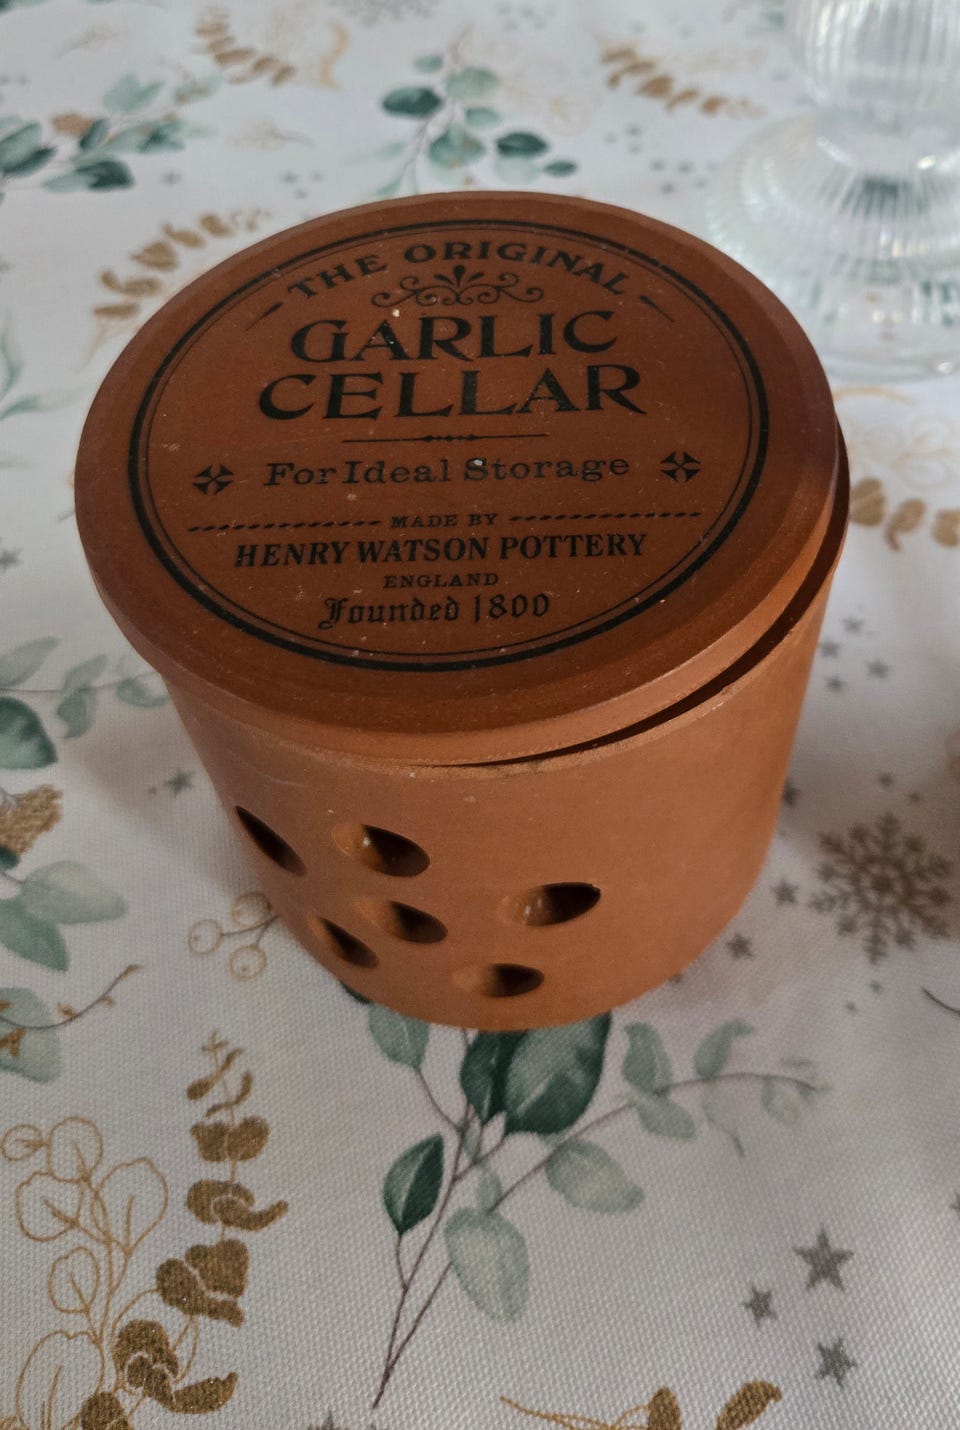 THE ORIGINAL
GARLIC
CELLAR
For Ideal Storage
MADE BY
HENRY WATSON POTTERY
ENGLAND
Founded 1800